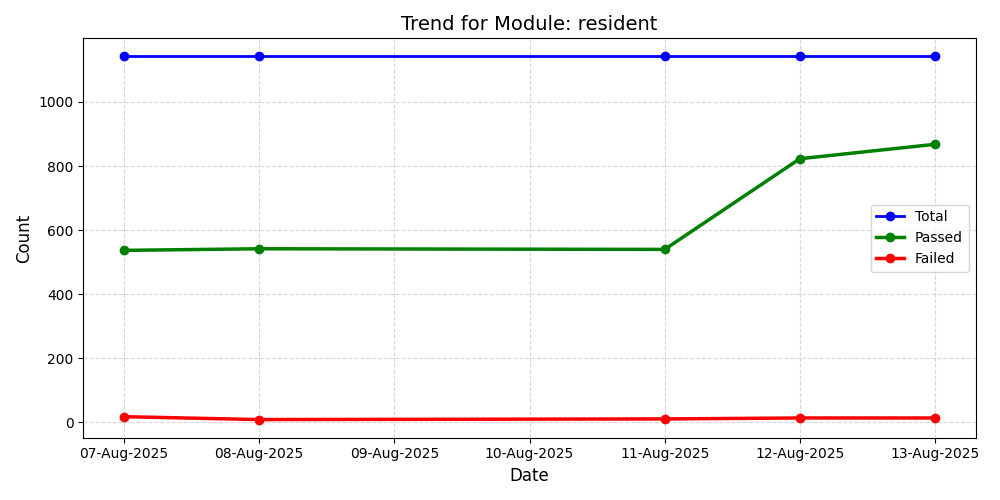 Trend for Module: resident
Count
1000
800
600
400
200
0
Total
Passed
Failed
07-Aug-2025 08-Aug-2025 09-Aug-2025 10-Aug-2025 11-Aug-2025 12-Aug-2025 13-Aug-2025
Date